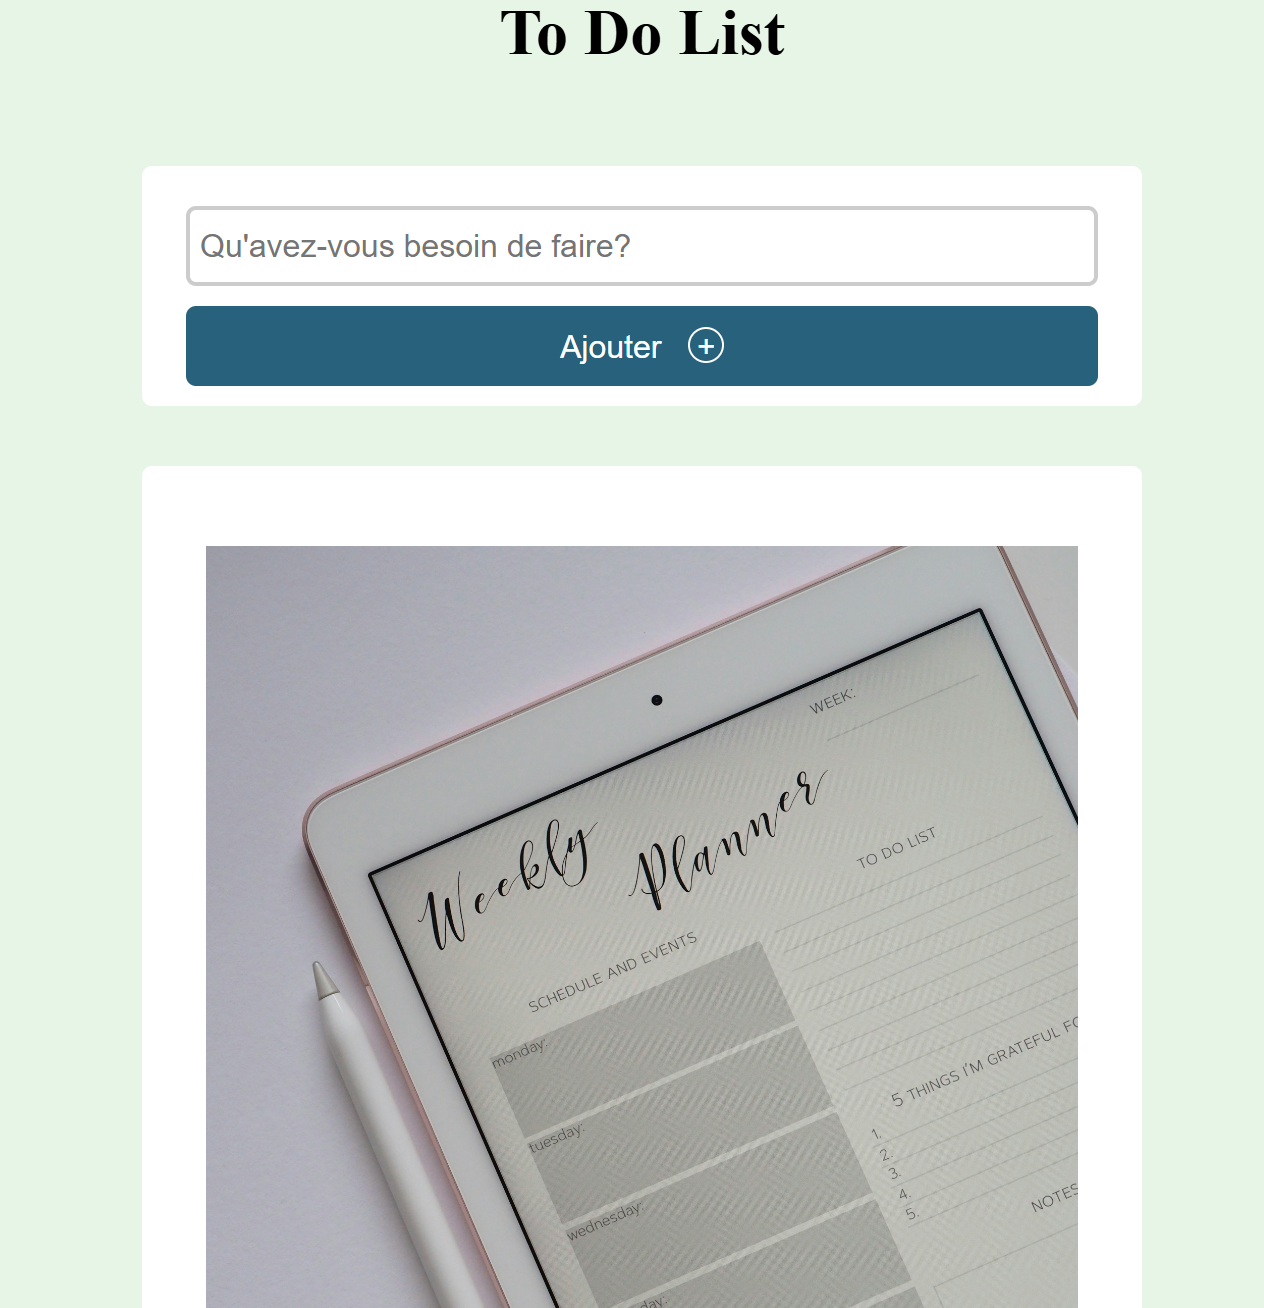 To Do List
Qu'avez-vous besoin de faire?
Ajouter +
WEEK:
Weekly Planner
TO DO LIST
SCHEDULE AND EVENTS
monday:
tuesday:
wednesday:
5 THINGS I'M GRATEFUL FO
1.
2.
3.
4.
5.
NOTES